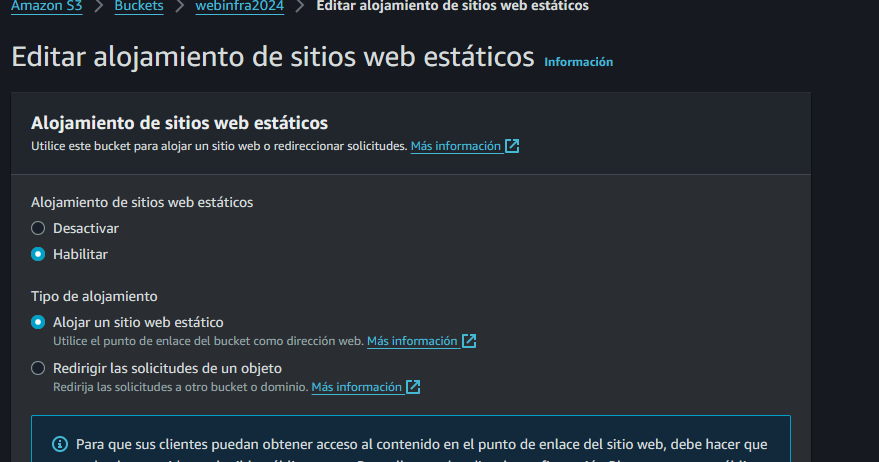 Amazon S3 > Buckets > webinfra2024 > Editar alojamiento de sitios web estáticos
Editar alojamiento de sitios web estáticos Información
Alojamiento de sitios web estáticos
Utilice este bucket para alojar un sitio web o redireccionar solicitudes. Más información
Alojamiento de sitios web estáticos
Desactivar
Habilitar
Tipo de alojamiento
Alojar un sitio web estático
Utilice el punto de enlace del bucket como dirección web. Más información
Redirigir las solicitudes de un objeto
Redirija las solicitudes a otro bucket o dominio. Más información
Para que sus clientes puedan obtener acceso al contenido en el punto de enlace del sitio web, debe hacer que